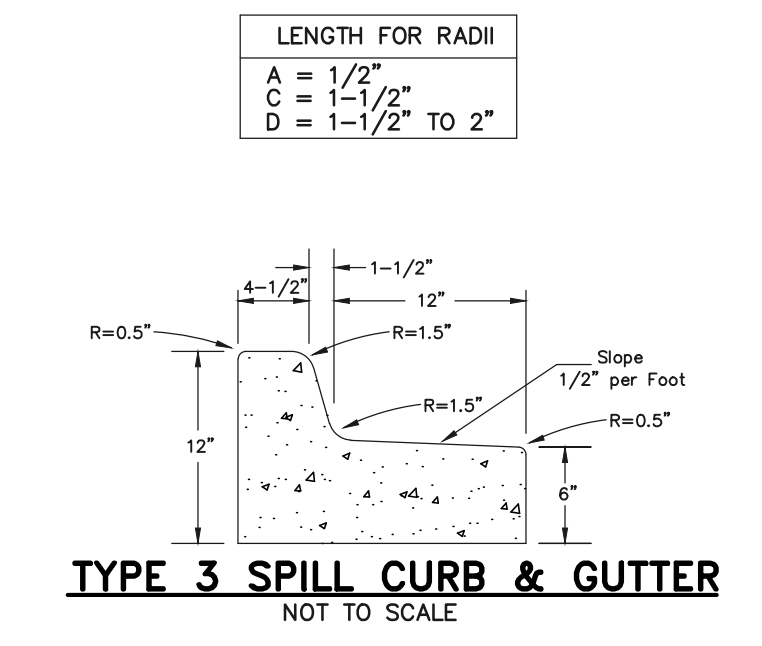 LENGTH FOR RADII
A = 1/2"
C = 1-1/2"
D = 1-1/2" TO 2"
1-1/2"
4-1/2"
12"
R=0.5"
R=1.5"
Slope
1/2" per Foot
R=1.5"
R=0.5"
12"
6"
TYPE 3 SPILL CURB & GUTTER
NOT TO SCALE